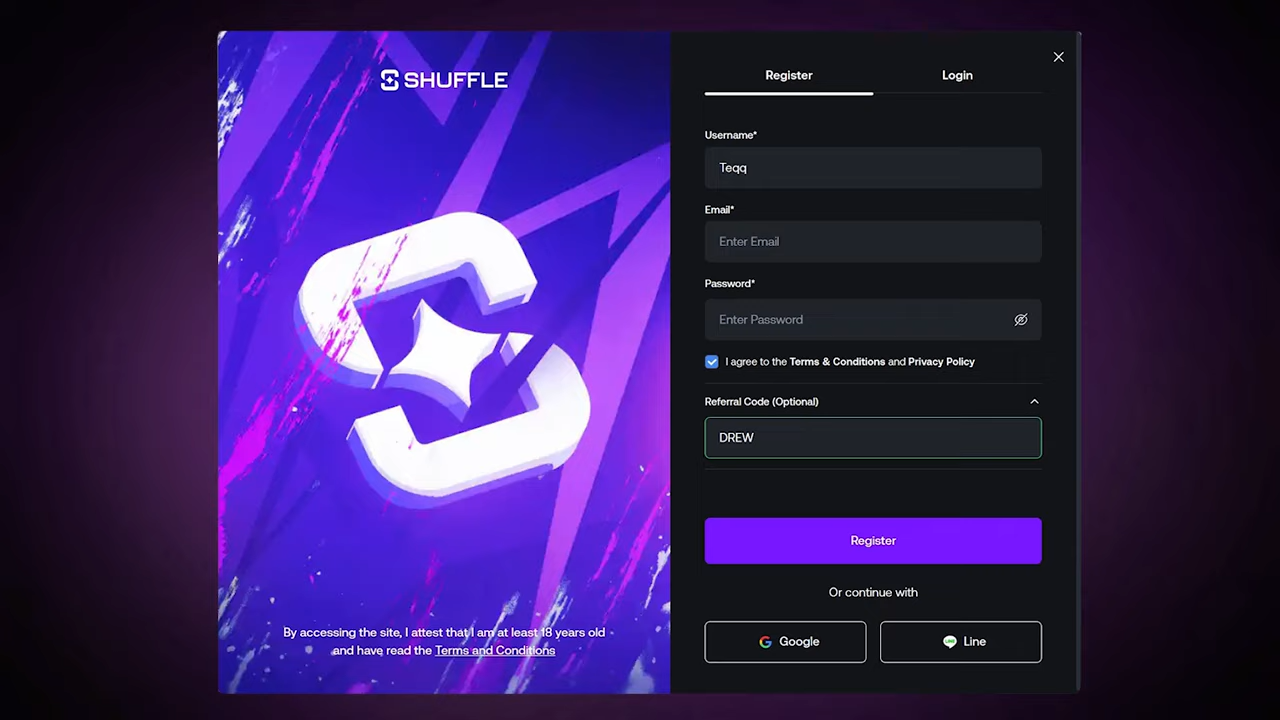 SHUFFLE
By accessing the site, I attest that I am at least 18 years old
and have read the Terms and Conditions
Register
Login
Username*
Teqq
Email*
Enter Email
Password*
Enter Password
I agree to the Terms & Conditions and Privacy Policy
Referral Code (Optional)
DREW
Register
Or continue with
Google
LINE Line